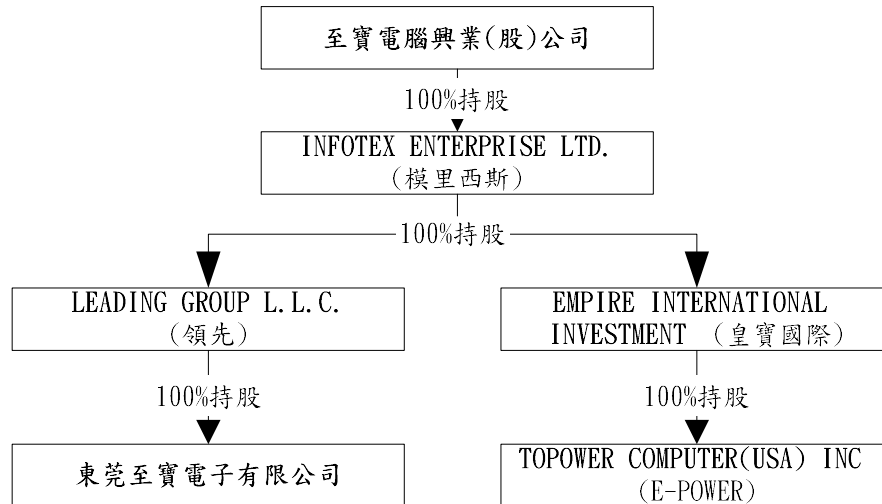 至寶電腦興業(股)公司
100%持股
INFOTEX ENTERPRISE LTD.
(模里西斯)
100%持股
LEADING GROUP L.L.C.
(領先)
EMPIRE INTERNATIONAL
INVESTMENT (皇寶國際)
100%持股
100%持股
東莞至寶電子有限公司
TOPOWER COMPUTER(USA) INC
(E-POWER)